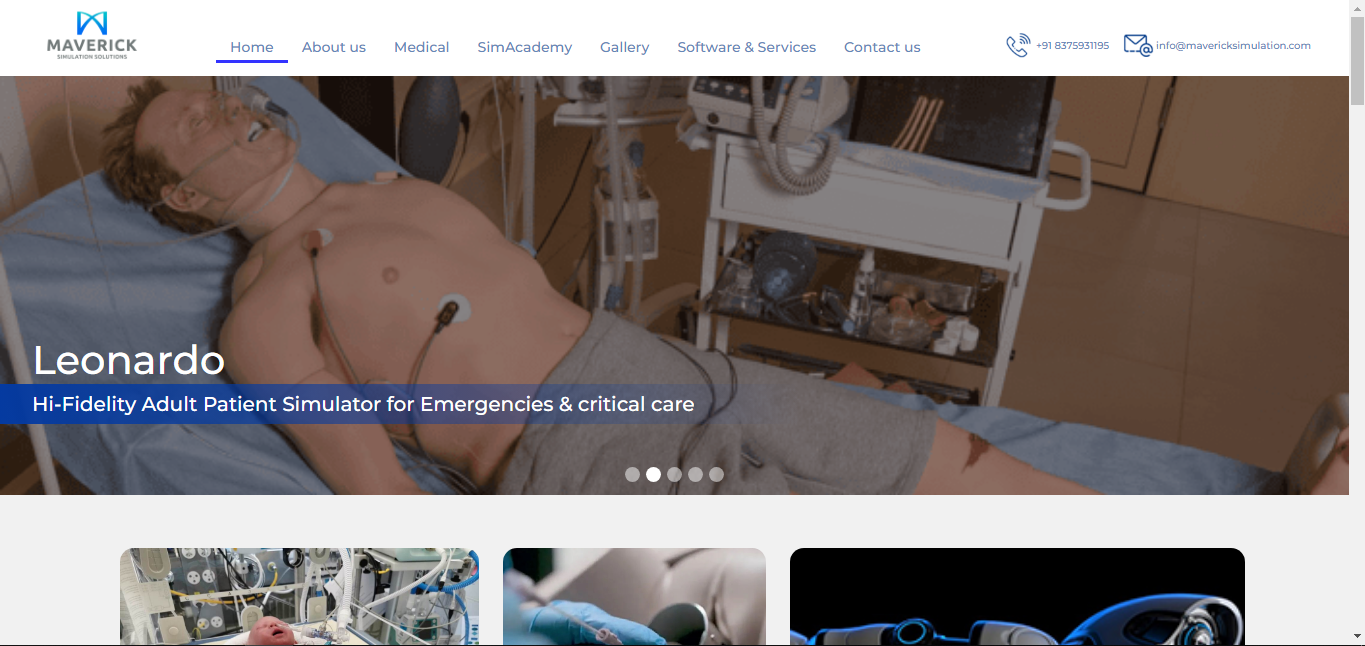 MAVERICK
SIMULATION SOLUTIONS
Home About us Medical SimAcademy Gallery Software & Services Contact us
+91 8375931195 info@mavericksimulation.com
Leonardo
Hi-Fidelity Adult Patient Simulator for Emergencies & critical care